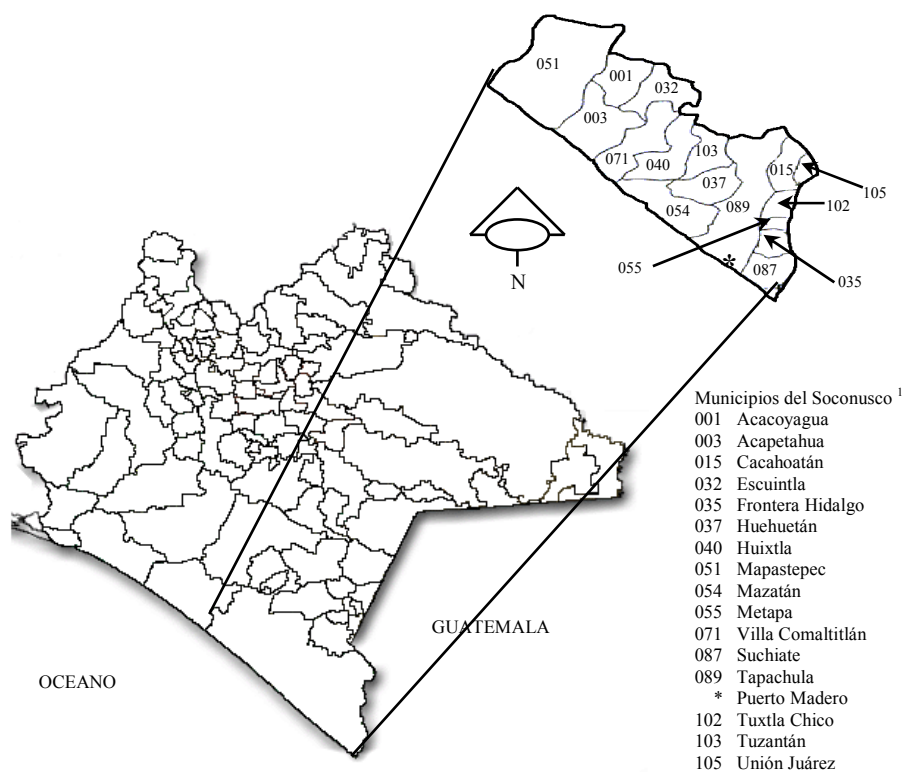 051
001
032
003
103
015
071
040
037
105
089
102
054
055
087
035
N
Municipios del Soconusco 1
001 Acacoyagua
003 Acapetahua
015 Cacahoatán
032 Escuintla
035 Frontera Hidalgo
037 Huehuetán
040 Huixtla
051 Mapastepec
054 Mazatán
055 Metapa
071 Villa Comaltitlán
087 Suchiate
089 Tapachula
* Puerto Madero
102 Tuxtla Chico
103 Tuzantán
105 Unión Juárez
GUATEMALA
OCEANO